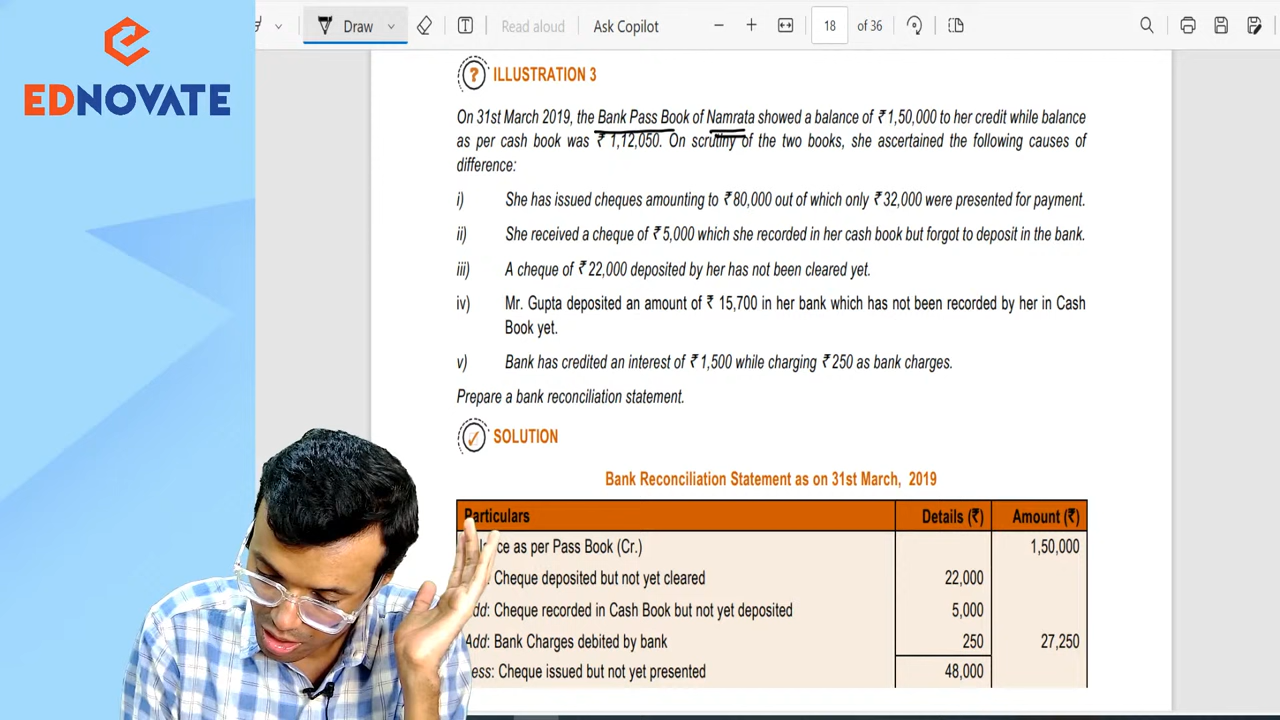 Draw
Read aloud
Ask Copilot
18 of 36
EDNOVATE
? ILLUSTRATION 3
On 31st March 2019, the Bank Pass Book of Namrata showed a balance of ₹ 1,50,000 to her credit while balance
as per cash book was ₹ 1,12,050. On scrutiny of the two books, she ascertained the following causes of
difference:
i) She has issued cheques amounting to ₹ 80,000 out of which only ₹ 32,000 were presented for payment.
ii) She received a cheque of ₹ 5,000 which she recorded in her cash book but forgot to deposit in the bank.
iii) A cheque of ₹ 22,000 deposited by her has not been cleared yet.
iv) Mr. Gupta deposited an amount of ₹ 15,700 in her bank which has not been recorded by her in Cash
Book yet.
v) Bank has credited an interest of ₹ 1,500 while charging ₹ 250 as bank charges.
Prepare a bank reconciliation statement.
SOLUTION
Bank Reconciliation Statement as on 31st March, 2019
Particulars Details (₹) Amount (₹)
as per Pass Book (Cr.) 1,50,000
: Cheque deposited but not yet cleared 22,000
dd: Cheque recorded in Cash Book but not yet deposited 5,000
Add: Bank Charges debited by bank 250 27,250
ess: Cheque issued but not yet presented 48,000